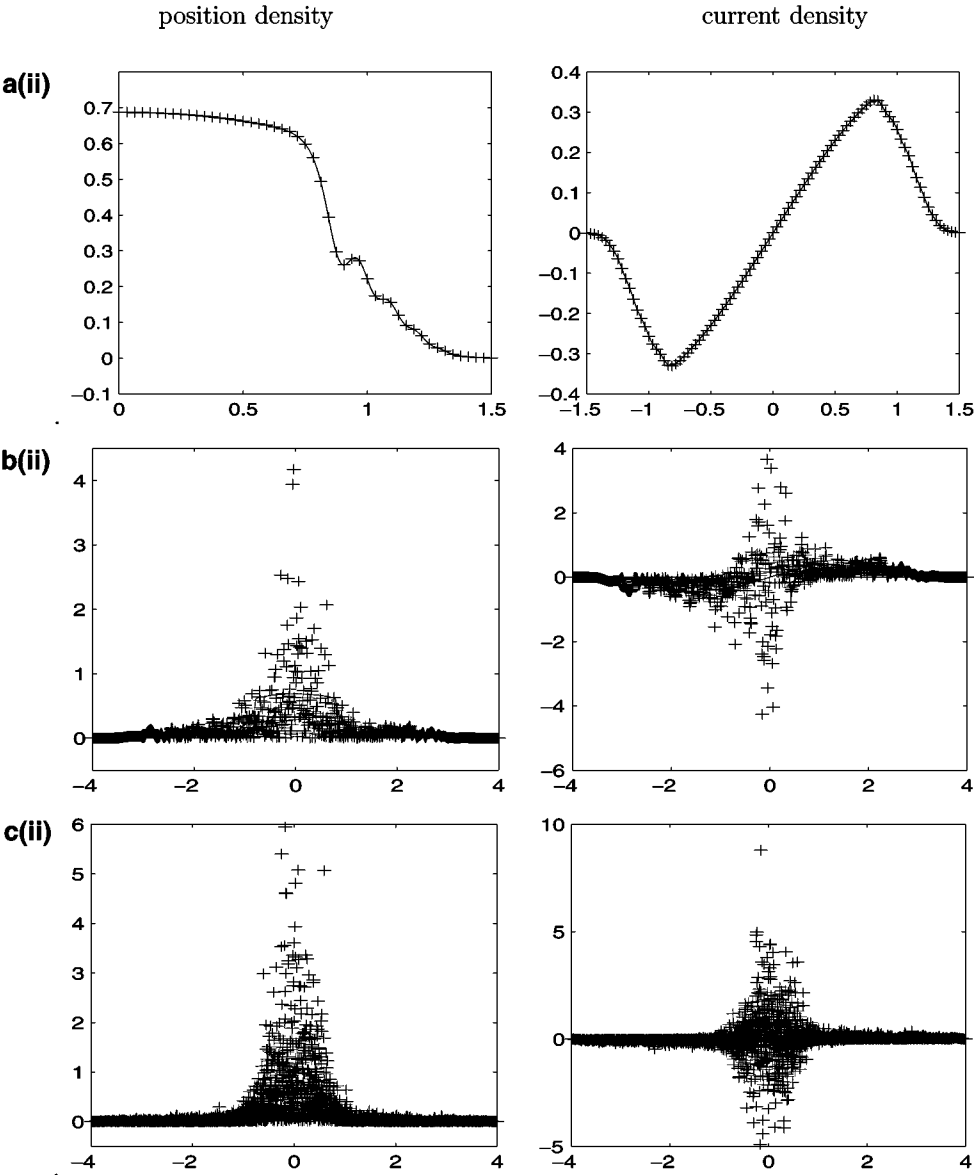 position density current density
a(ii)
0.7 0.6 0.5 0.4 0.3 0.2 0.1 0 −0.1
0 0.5 1 1.5
0.4 0.3 0.2 0.1 0 −0.1 −0.2 −0.3 −0.4
−1.5 −1 −0.5 0 0.5 1 1.5
b(ii)
4 3 2 1 0
−4 −2 0 2 4
4 2 0 −2 −4 −6
−4 −2 0 2 4
c(ii)
6 5 4 3 2 1 0
−4 −2 0 2 4
10 5 0 −5
−4 −2 0 2 4